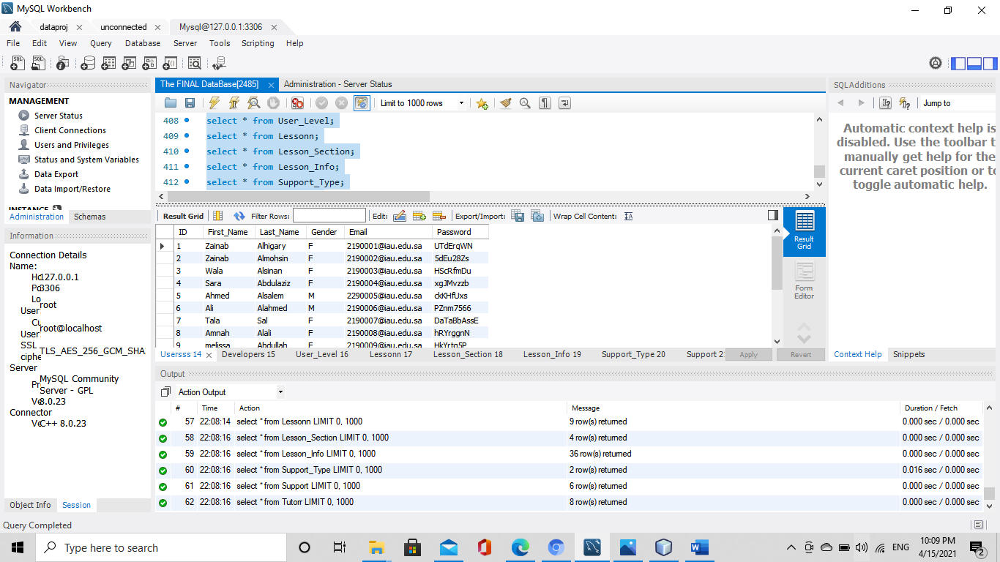 MySQL Workbench
dataproj unconnected Mysql@127.0.0.1:3306
File Edit View Query Database Server Tools Scripting Help
Navigator
MANAGEMENT
Server Status
Client Connections
Users and Privileges
Status and System Variables
Data Export
Data Import/Restore
INSTANCE
Administration Schemas
Information
Connection Details
Name:
127.0.0.1
3306
Lo
root
User
Cu
root@localhost
User
SSL
TLS_AES_256_GCM_SHA
ciphe
Server
MySQL Community
Server - GPL
8.0.23
Connector
C++ 8.0.23
Object Info Session
Query Completed
The FINAL DataBase[2485] Administration - Server Status
Limit to 1000 rows
408 select * from User_Level;
409 select * from Lessonn;
410 select * from Lesson_Section;
411 select * from Lesson_Info;
412 select * from Support_Type;
Result Grid Filter Rows: Edit: Export/Import: Wrap Cell Content:
ID First_Name Last_Name Gender Email Password
1 Zainab Alhigary F 2190001@iau.edu.sa UTdErqWN
2 Zainab Almohsin F 2190002@iau.edu.sa 5dEu28Zs
3 Wala Alsinan F 2190003@iau.edu.sa HScRfmDu
4 Sara Abdulaziz F 2190004@iau.edu.sa xgJMvzzb
5 Ahmed Alsalem M 2290005@iau.edu.sa ckKHfUxs
6 Ali Alahmed M 2190006@iau.edu.sa PZnm7566
7 Tala Sal F 2190007@iau.edu.sa DaTaBbAssE
8 Amnah Alali F 2190008@iau.edu.sa hRYrggnN
9 melissa Abdullah F 2190009@iau.edu.sa HkYrtq5P
Result
Grid
Form
Editor
Usersss 14 Developers 15 User_Level 16 Lessonn 17 Lesson_Section 18 Lesson_Info 19 Support_Type 20 Support 2 Apply Revert
SQLAdditions
Jump to
Automatic context help is
disabled. Use the toolbar t
manually get help for the
current caret position or to
toggle automatic help.
Context Help Snippets
Output
Action Output
# Time Action Message Duration / Fetch
57 22:08:14 select * from Lessonn LIMIT 0, 1000 9 row(s) returned 0.000 sec / 0.000 sec
58 22:08:16 select * from Lesson_Section LIMIT 0, 1000 4 row(s) returned 0.000 sec / 0.000 sec
59 22:08:16 select * from Lesson_Info LIMIT 0, 1000 36 row(s) returned 0.000 sec / 0.000 sec
60 22:08:16 select * from Support_Type LIMIT 0, 1000 2 row(s) returned 0.016 sec / 0.000 sec
61 22:08:16 select * from Support LIMIT 0, 1000 6 row(s) returned 0.000 sec / 0.000 sec
62 22:08:16 select * from Tutorr LIMIT 0, 1000 8 row(s) returned 0.000 sec / 0.000 sec
Type here to search
ENG
10:09 PM
4/15/2021
2